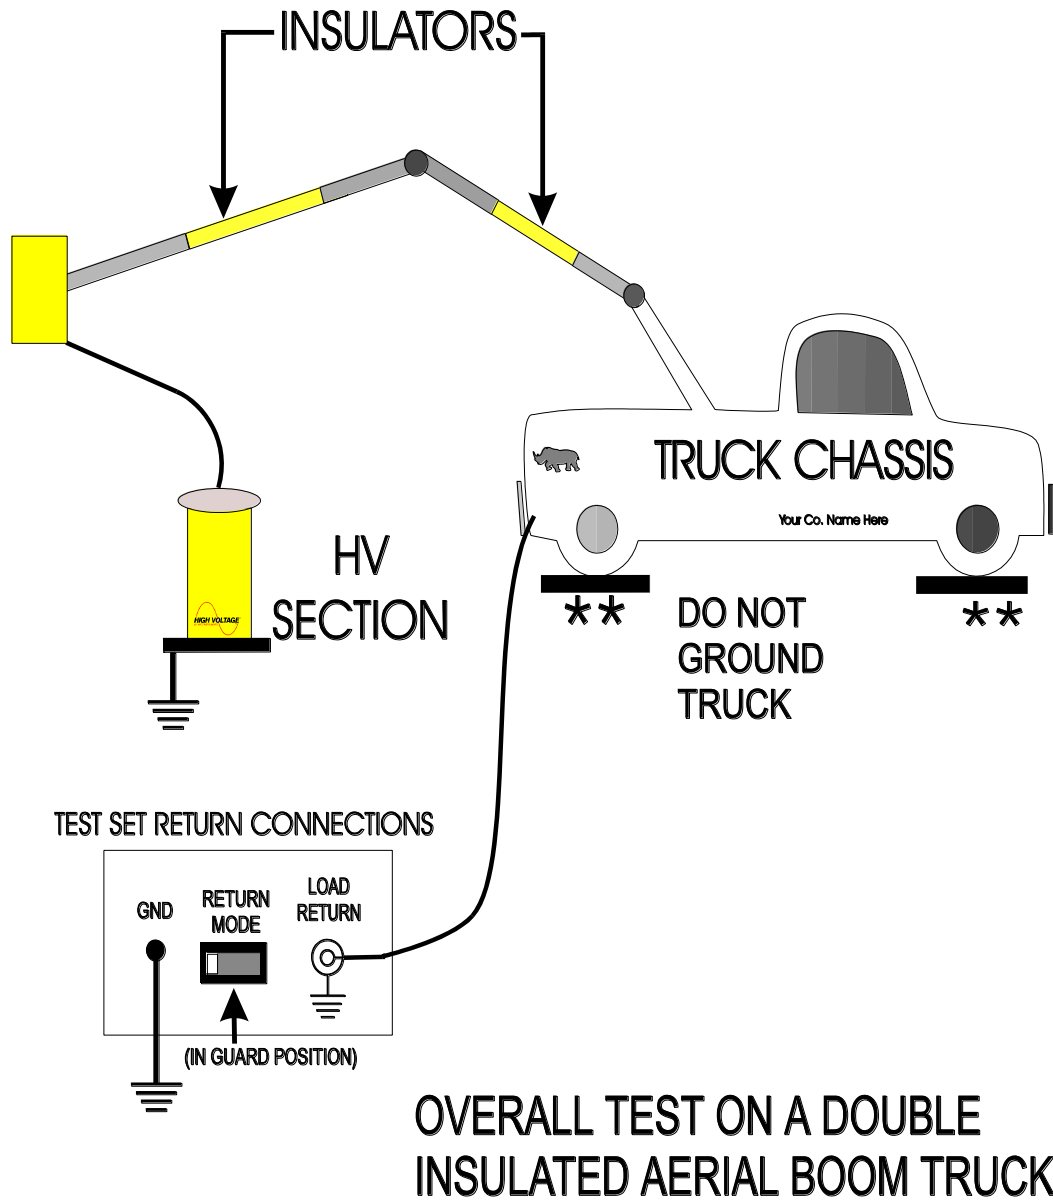 INSULATORS
TRUCK CHASSIS
Your Co. Name Here
HV
SECTION
HIGH VOLTAGE
** **
DO NOT
GROUND
TRUCK
TEST SET RETURN CONNECTIONS
GND
RETURN
MODE
LOAD
RETURN
(IN GUARD POSITION)
OVERALL TEST ON A DOUBLE
INSULATED AERIAL BOOM TRUCK